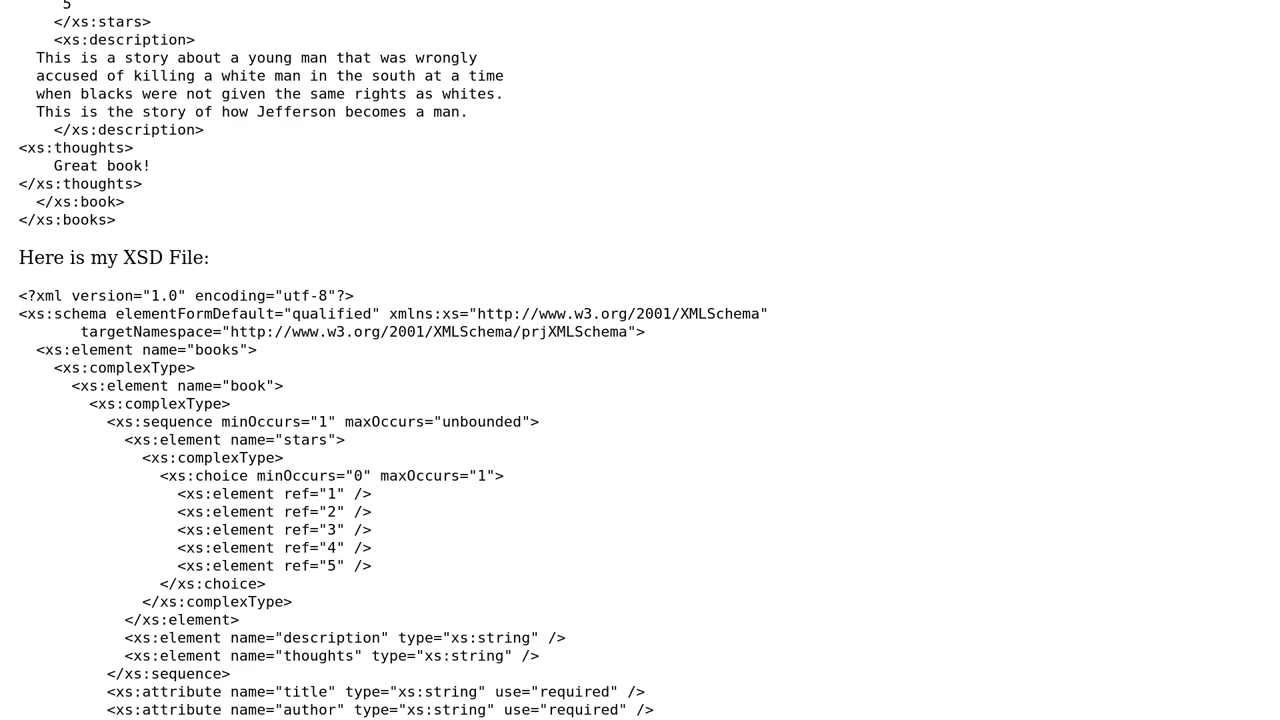 5
    </xs:stars>
    <xs:description>
  This is a story about a young man that was wrongly
  accused of killing a white man in the south at a time
  when blacks were not given the same rights as whites.
  This is the story of how Jefferson becomes a man.
    </xs:description>
<xs:thoughts>
    Great book!
</xs:thoughts>
  </xs:book>
</xs:books>
Here is my XSD File:
<?xml version="1.0" encoding="utf-8"?>
<xs:schema elementFormDefault="qualified" xmlns:xs="http://www.w3.org/2001/XMLSchema"
       targetNamespace="http://www.w3.org/2001/XMLSchema/prjXMLSchema">
  <xs:element name="books">
    <xs:complexType>
      <xs:element name="book">
        <xs:complexType>
          <xs:sequence minOccurs="1" maxOccurs="unbounded">
            <xs:element name="stars">
              <xs:complexType>
                <xs:choice minOccurs="0" maxOccurs="1">
                  <xs:element ref="1" />
                  <xs:element ref="2" />
                  <xs:element ref="3" />
                  <xs:element ref="4" />
                  <xs:element ref="5" />
                </xs:choice>
              </xs:complexType>
            </xs:element>
            <xs:element name="description" type="xs:string" />
            <xs:element name="thoughts" type="xs:string" />
          </xs:sequence>
          <xs:attribute name="title" type="xs:string" use="required" />
          <xs:attribute name="author" type="xs:string" use="required" />